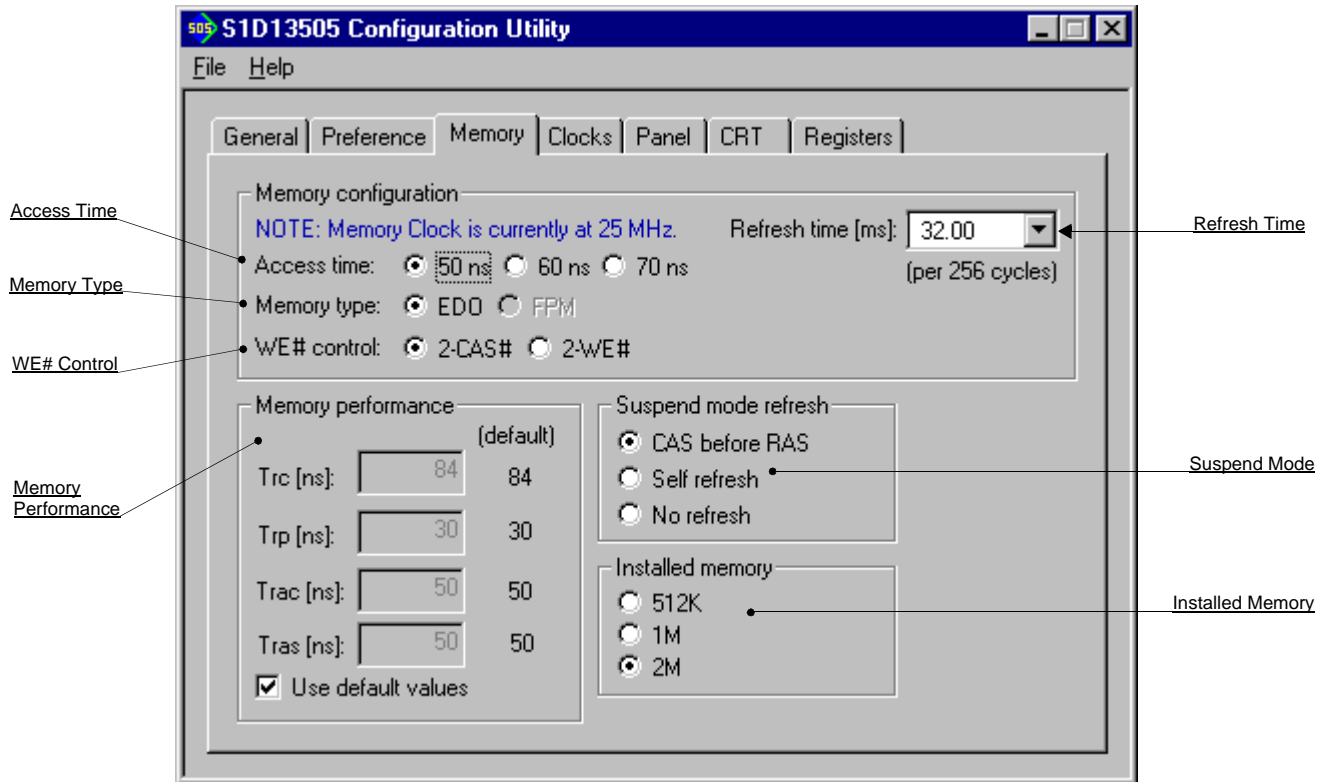 505 S1D13505 Configuration Utility
File Help
General Preference Memory Clocks Panel CRT Registers
Memory configuration
NOTE: Memory Clock is currently at 25 MHz. Refresh time [ms]: 32.00
(per 256 cycles)
Access time: 50 ns 60 ns 70 ns
Memory type: EDO FPM
WE# control: 2-CAS# 2-WE#
Memory performance
(default)
Trc [ns]: 84 84
Trp [ns]: 30 30
Trac [ns]: 50 50
Tras [ns]: 50 50
Use default values
Suspend mode refresh
CAS before RAS
Self refresh
No refresh
Installed memory
512K
1M
2M
Access Time
Memory Type
WE# Control
Memory
Performance
Refresh Time
Suspend Mode
Installed Memory